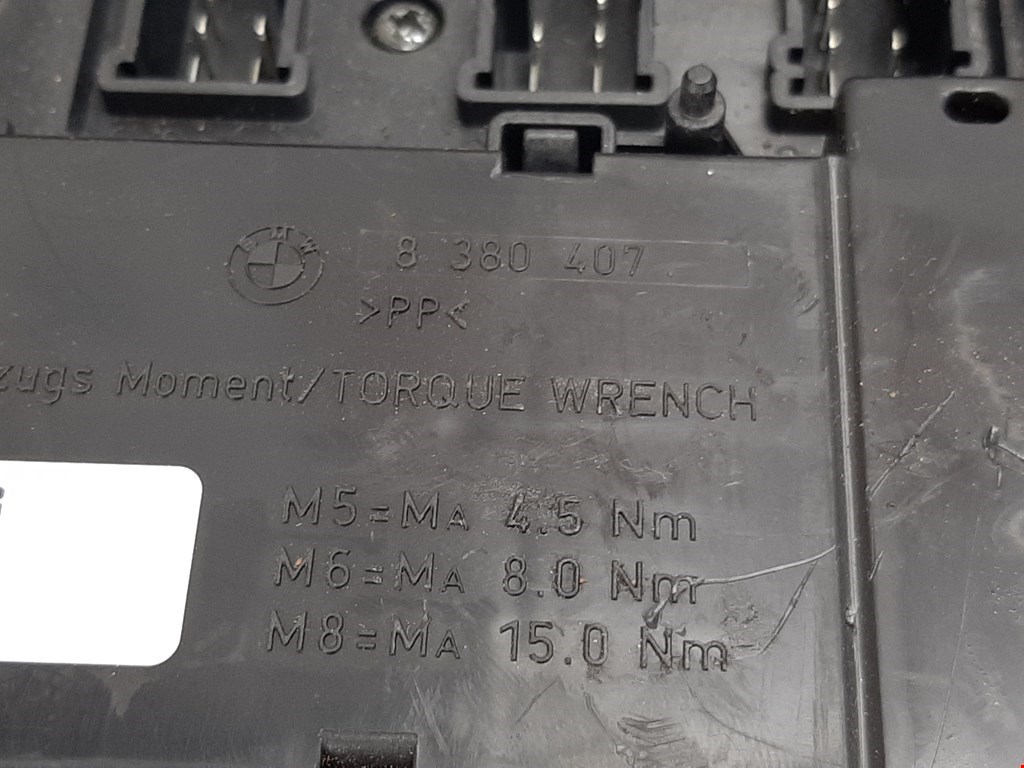 BMW
8 380 407
>PP<
zugs Moment/TORQUE WRENCH
M5=MA 4.5 Nm
M6=MA 8.0 Nm
M8=MA 15.0 Nm